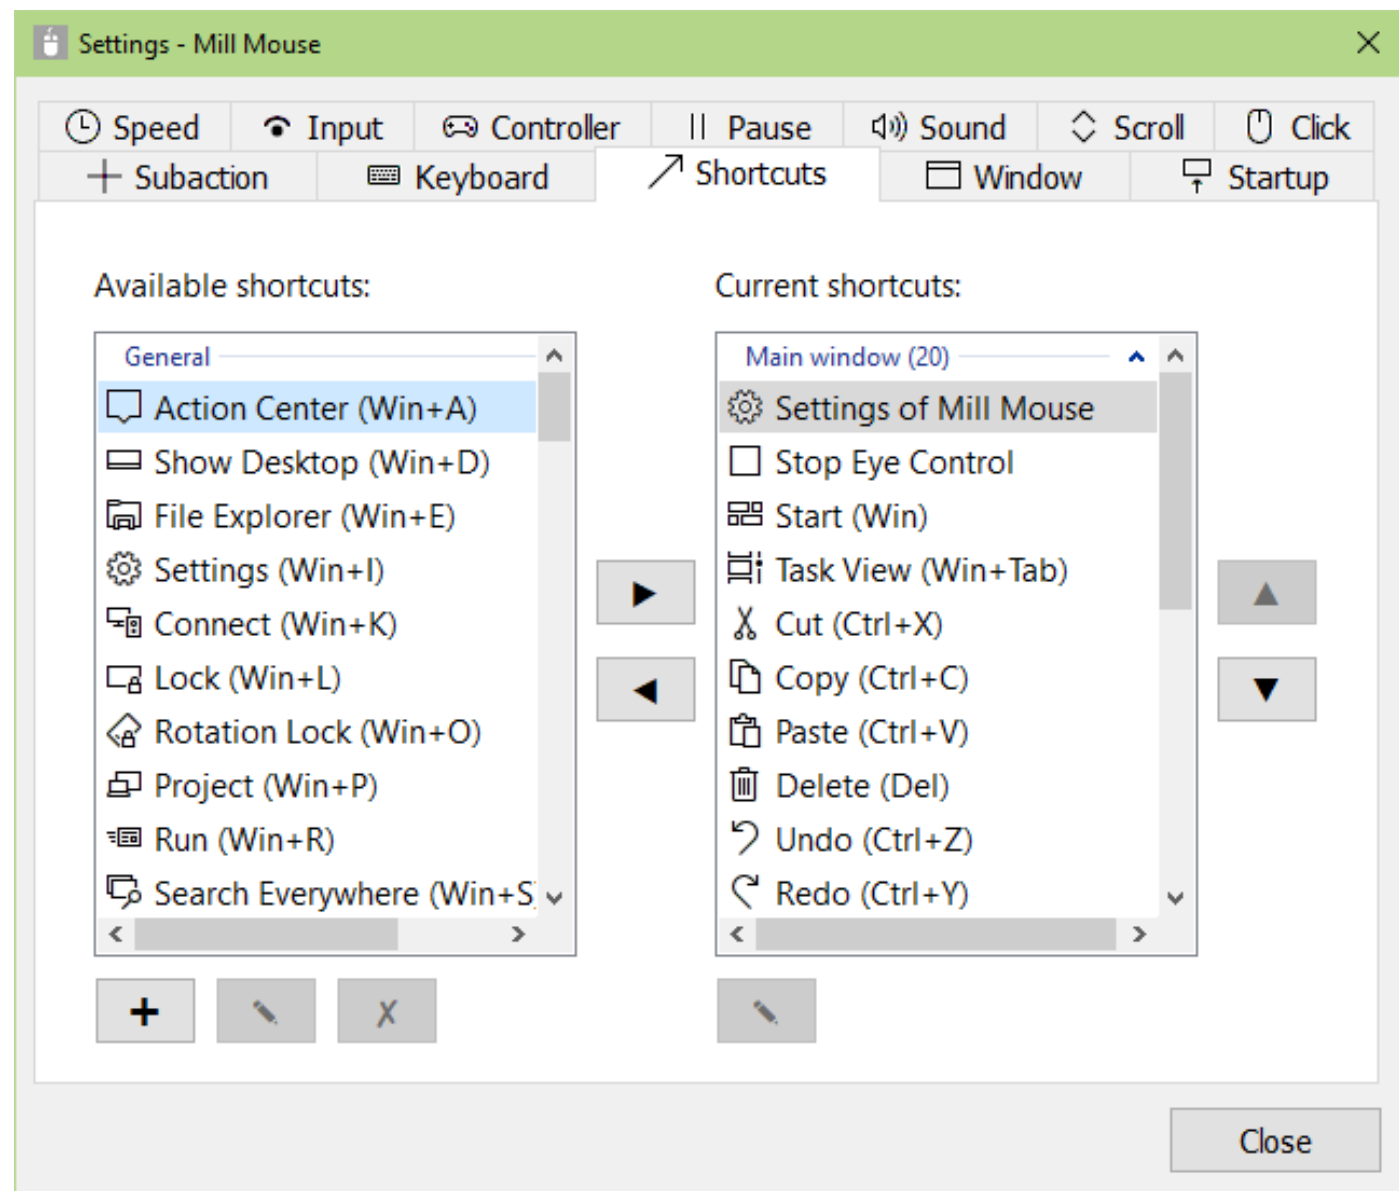 Settings - Mill Mouse
Speed Input Controller Pause Sound Scroll Click
Subaction Keyboard Shortcuts Window Startup
Available shortcuts:
General
Action Center (Win+A)
Show Desktop (Win+D)
File Explorer (Win+E)
Settings (Win+I)
Connect (Win+K)
Lock (Win+L)
Rotation Lock (Win+O)
Project (Win+P)
Run (Win+R)
Search Everywhere (Win+S
Current shortcuts:
Main window (20)
Settings of Mill Mouse
Stop Eye Control
Start (Win)
Task View (Win+Tab)
Cut (Ctrl+X)
Copy (Ctrl+C)
Paste (Ctrl+V)
Delete (Del)
Undo (Ctrl+Z)
Redo (Ctrl+Y)
Close